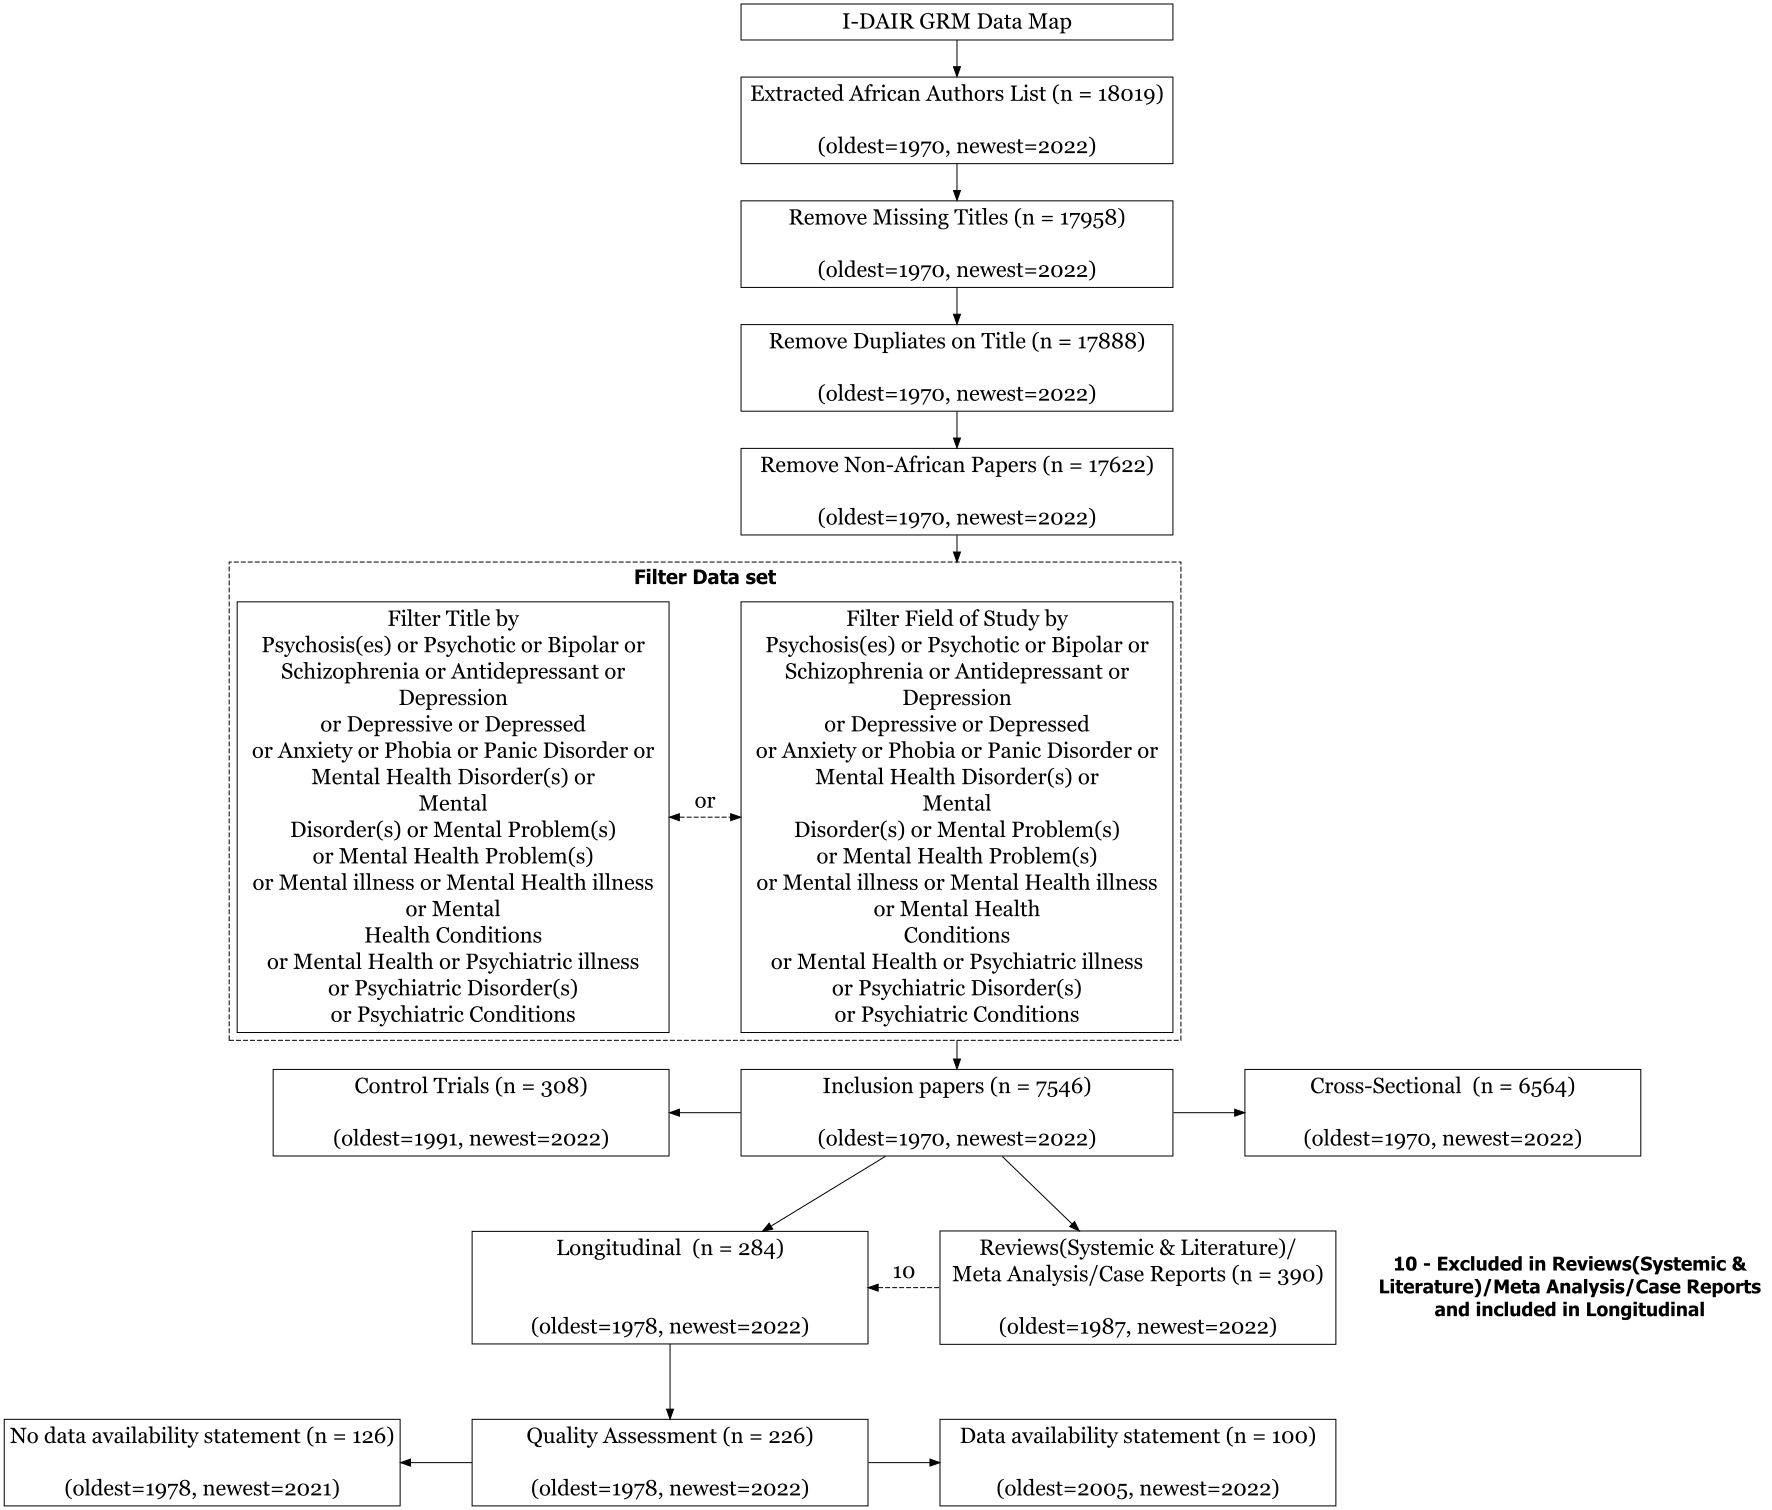 I-DAIR GRM Data Map
Extracted African Authors List (n = 18019)
(oldest=1970, newest=2022)
Remove Missing Titles (n = 17958)
(oldest=1970, newest=2022)
Remove Dupliates on Title (n = 17888)
(oldest=1970, newest=2022)
Remove Non-African Papers (n = 17622)
(oldest=1970, newest=2022)
Filter Data set
Filter Title by
Psychosis(es) or Psychotic or Bipolar or
Schizophrenia or Antidepressant or
Depression
or Depressive or Depressed
or Anxiety or Phobia or Panic Disorder or
Mental Health Disorder(s) or
Mental
Disorder(s) or Mental Problem(s)
or Mental Health Problem(s)
or Mental illness or Mental Health illness
or Mental
Health Conditions
or Mental Health or Psychiatric illness
or Psychiatric Disorder(s)
or Psychiatric Conditions
or
Filter Field of Study by
Psychosis(es) or Psychotic or Bipolar or
Schizophrenia or Antidepressant or
Depression
or Depressive or Depressed
or Anxiety or Phobia or Panic Disorder or
Mental Health Disorder(s) or
Mental
Disorder(s) or Mental Problem(s)
or Mental Health Problem(s)
or Mental illness or Mental Health illness
or Mental Health
Conditions
or Mental Health or Psychiatric illness
or Psychiatric Disorder(s)
or Psychiatric Conditions
Control Trials (n = 308)
(oldest=1991, newest=2022)
Inclusion papers (n = 7546)
(oldest=1970, newest=2022)
Cross-Sectional (n = 6564)
(oldest=1970, newest=2022)
Longitudinal (n = 284)
(oldest=1978, newest=2022)
10
Reviews(Systemic & Literature)/
Meta Analysis/Case Reports (n = 390)
(oldest=1987, newest=2022)
10 - Excluded in Reviews(Systemic &
Literature)/Meta Analysis/Case Reports
and included in Longitudinal
No data availability statement (n = 126)
(oldest=1978, newest=2021)
Quality Assessment (n = 226)
(oldest=1978, newest=2022)
Data availability statement (n = 100)
(oldest=2005, newest=2022)